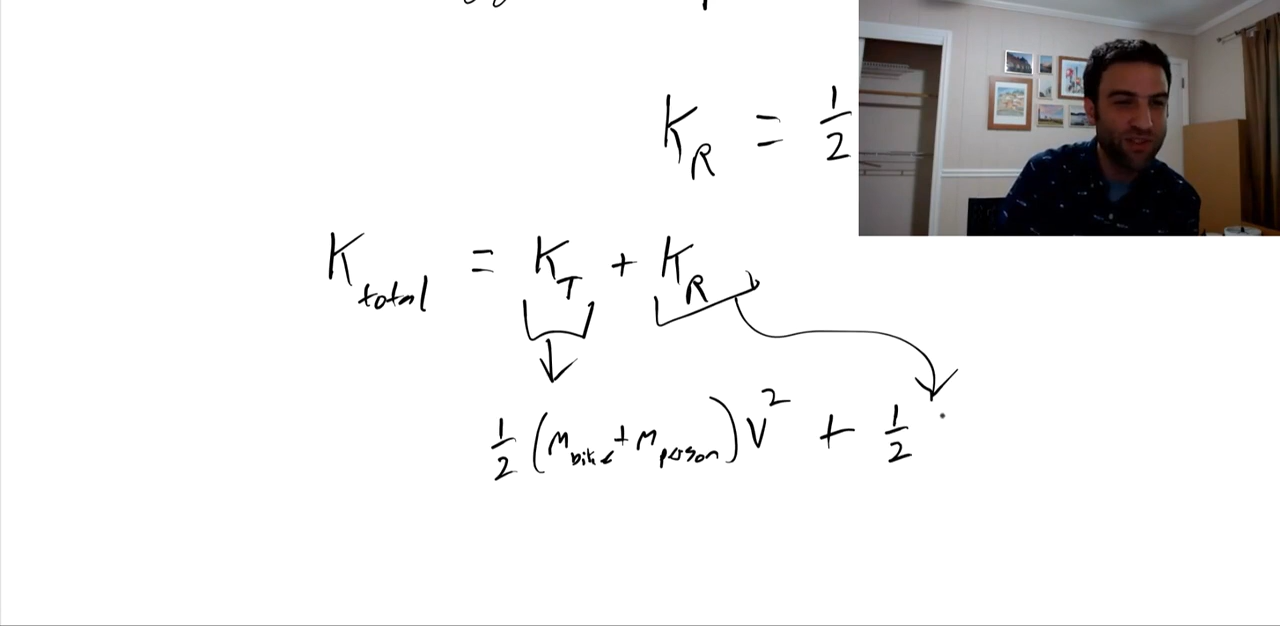 K_R = 1/2
K_total = K_T + K_R
1/2 (m_bike + m_person) v^2 + 1/2